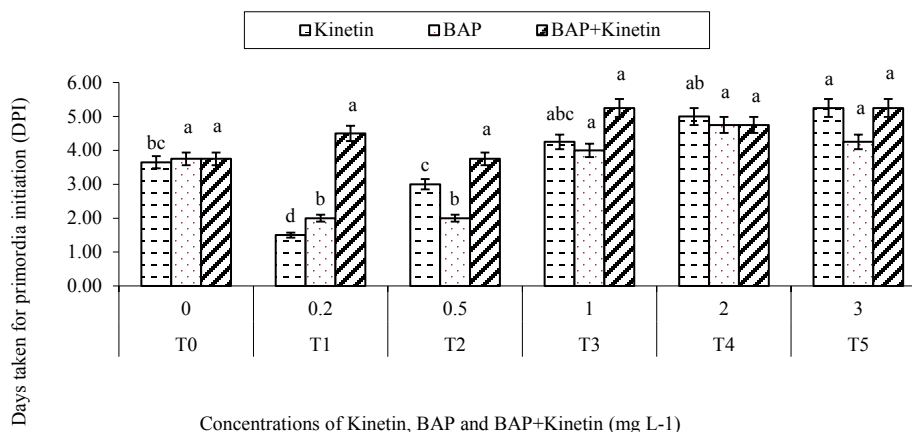 Kinetin BAP BAP+Kinetin
Days taken for primordia initiation (DPI)
6.00
5.00
4.00
3.00
2.00
1.00
0.00
bc a a
d b a
c b a
abc a a
ab a a
a a a
0 0.2 0.5 1 2 3
T0 T1 T2 T3 T4 T5
Concentrations of Kinetin, BAP and BAP+Kinetin (mg L-1)